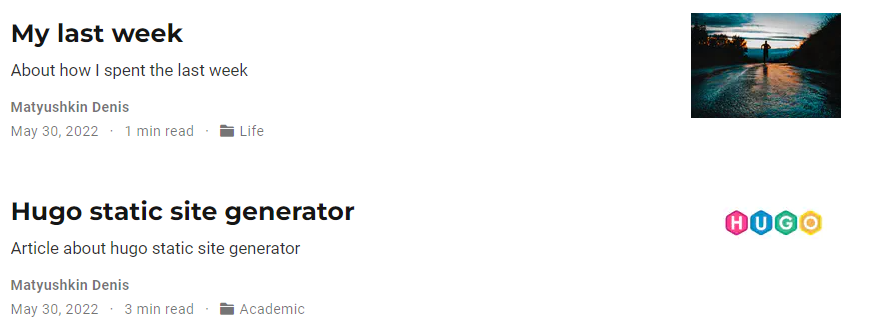 My last week
About how I spent the last week
Matyushkin Denis
May 30, 2022 · 1 min read · Life
Hugo static site generator
HUGO
Article about hugo static site generator
Matyushkin Denis
May 30, 2022 · 3 min read · Academic